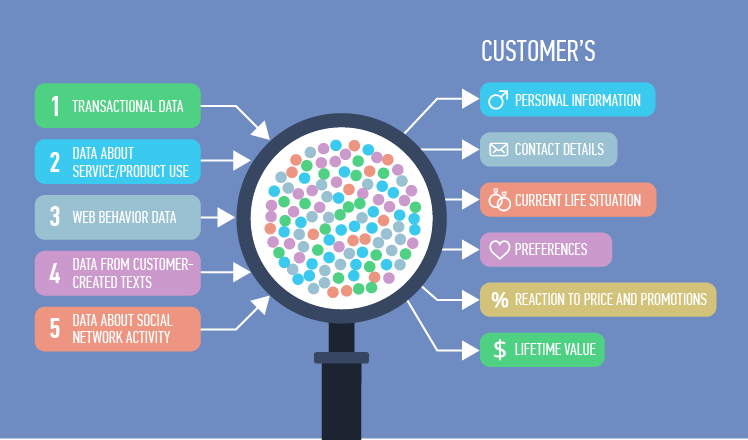 CUSTOMER'S
1 TRANSACTIONAL DATA
2 DATA ABOUT
SERVICE/PRODUCT USE
3 WEB BEHAVIOR DATA
4 DATA FROM CUSTOMER-
CREATED TEXTS
5 DATA ABOUT SOCIAL
NETWORK ACTIVITY
PERSONAL INFORMATION
CONTACT DETAILS
CURRENT LIFE SITUATION
PREFERENCES
% REACTION TO PRICE AND PROMOTIONS
$ LIFETIME VALUE